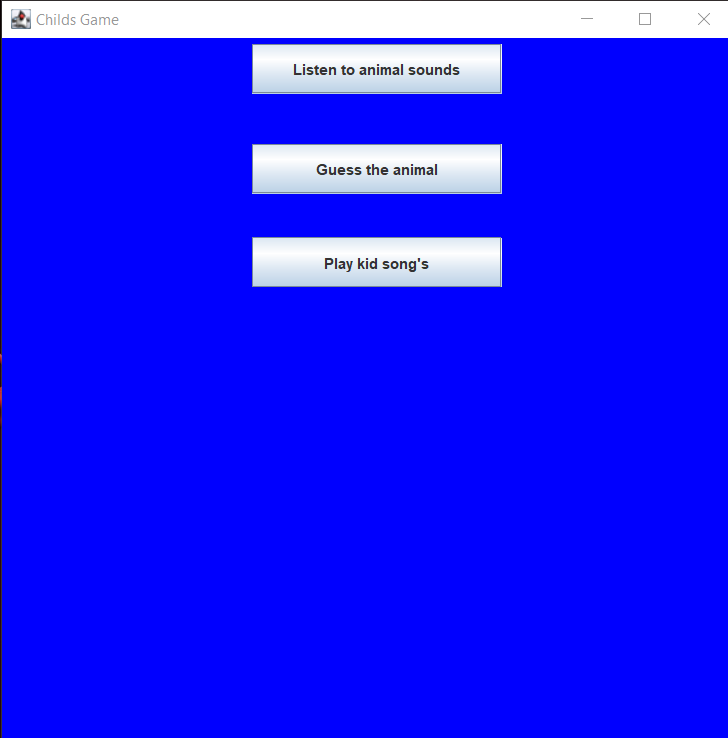 Childs Game
Listen to animal sounds
Guess the animal
Play kid song's